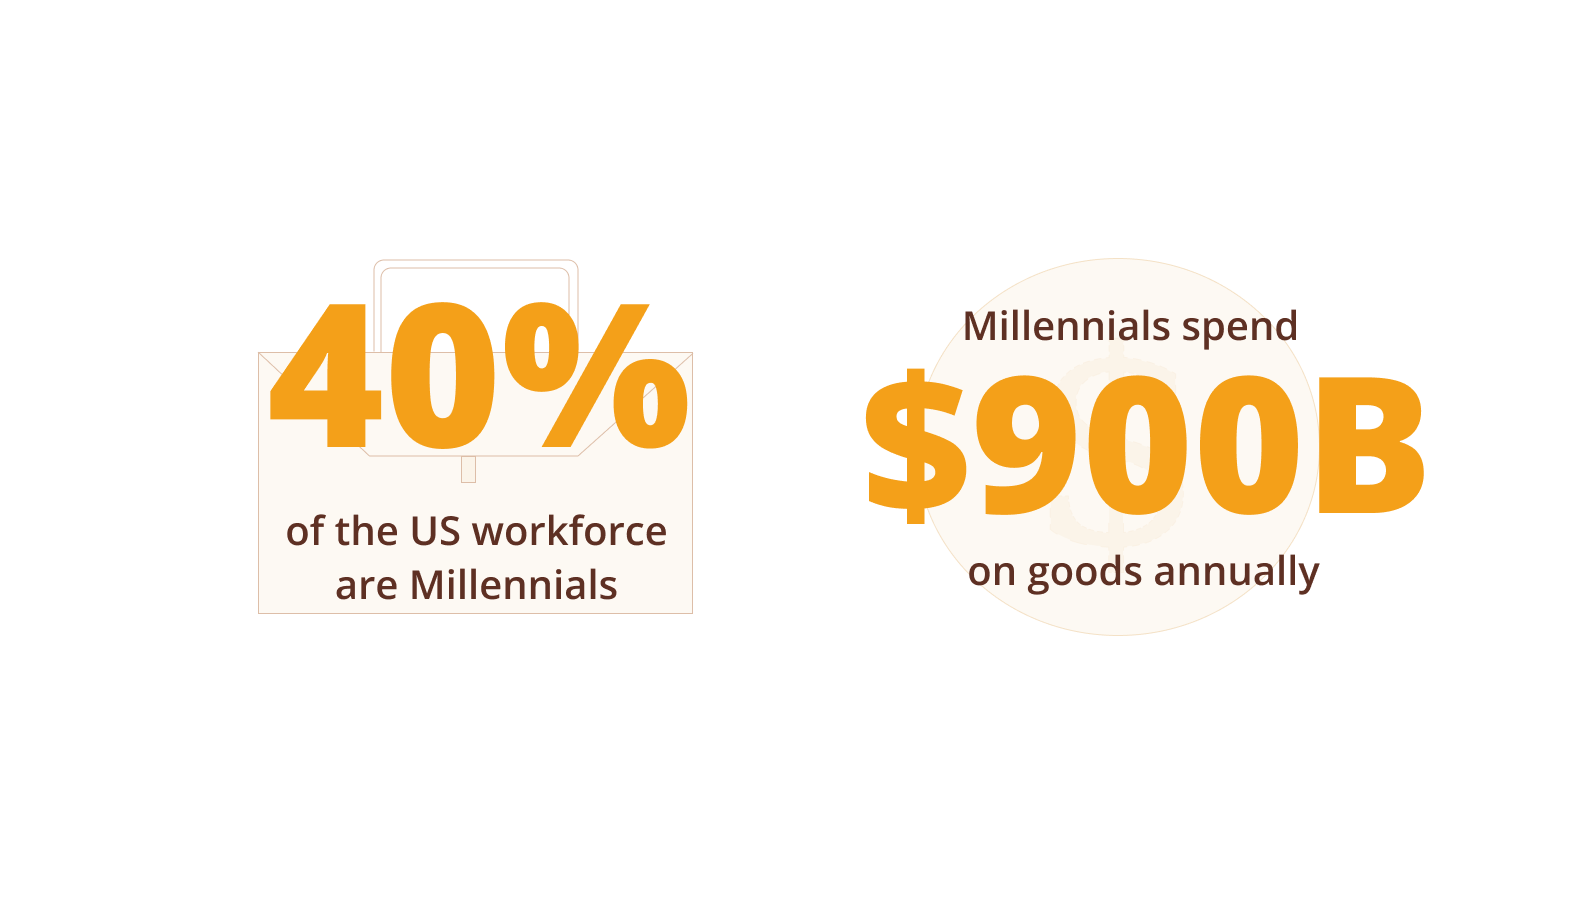 40%
of the US workforce
are Millennials
Millennials spend
$900B
on goods annually